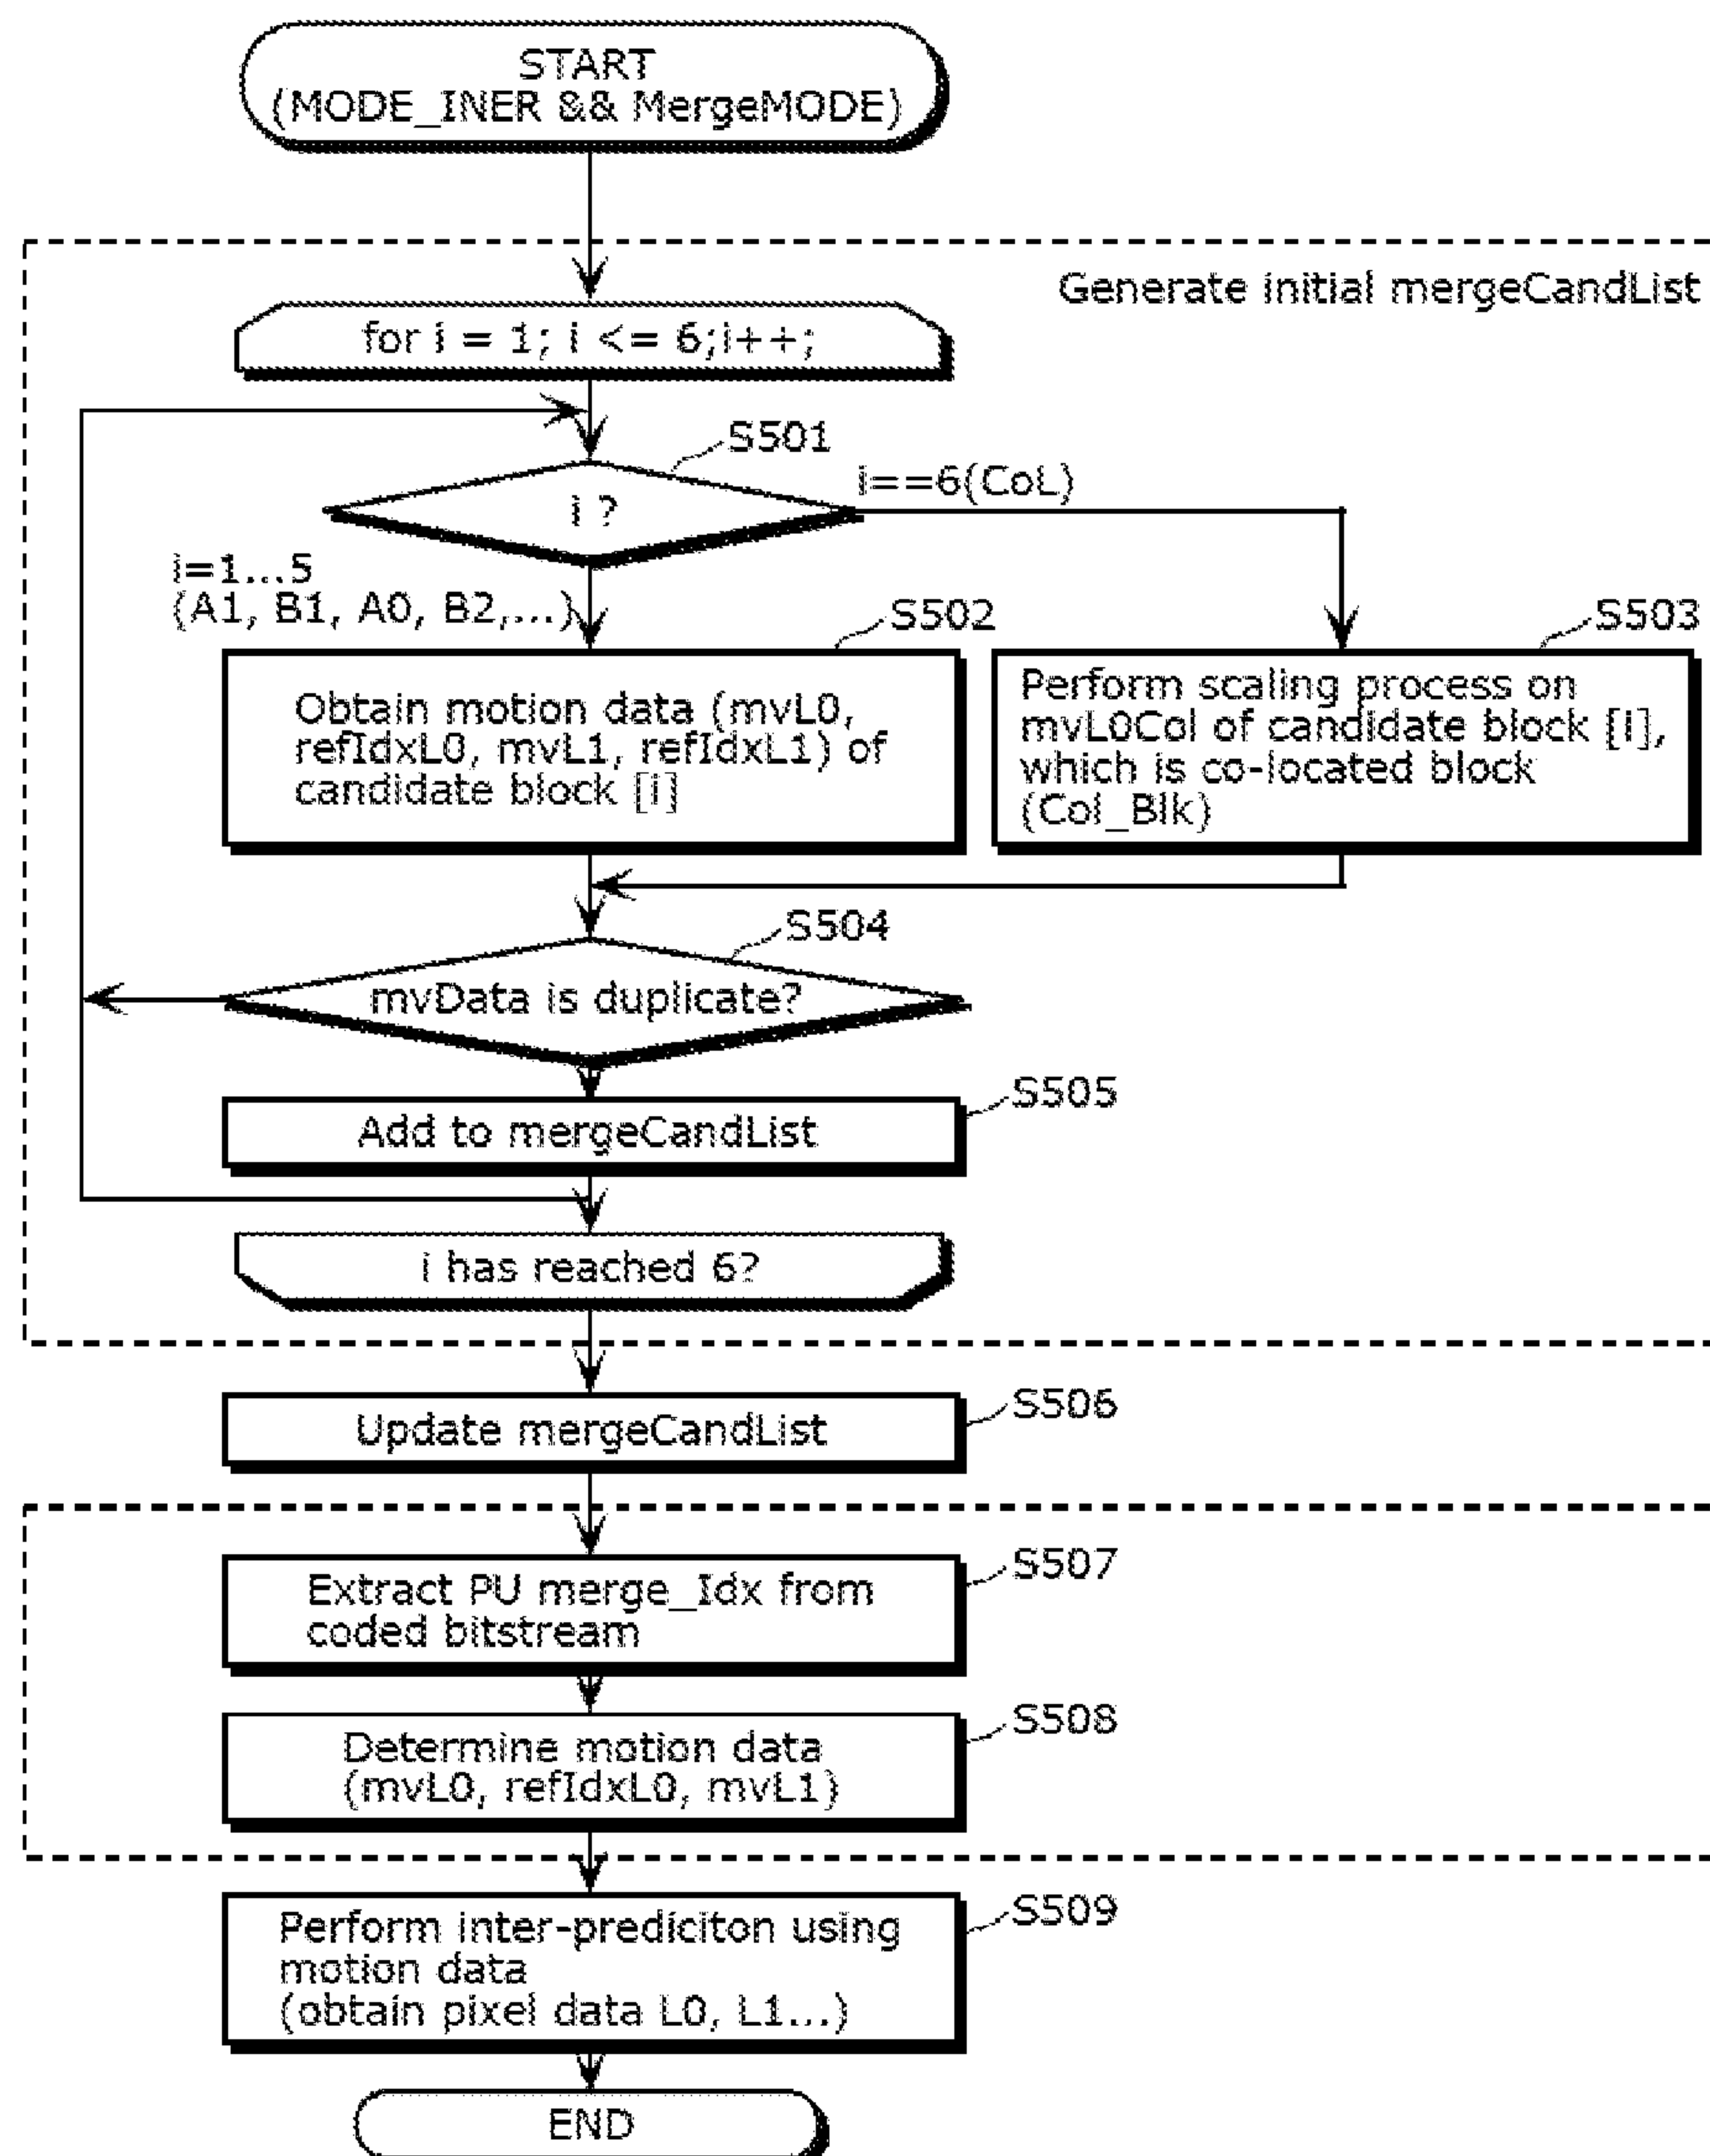 START
(MODE_INER && MergeMODE)
Generate initial mergeCandList
for i = 1; i <= 6;i++;
S501
i ?
i==6(CoL)
i=1...5
(A1, B1, A0, B2,...)
S502
S503
Obtain motion data (mvL0,
refIdxL0, mvL1, refIdxL1) of
candidate block [i]
Perform scaling process on
mvL0Col of candidate block [i],
which is co-located block
(Col_Blk)
S504
mvData is duplicate?
S505
Add to mergeCandList
i has reached 6?
S506
Update mergeCandList
S507
Extract PU merge_Idx from
coded bitstream
S508
Determine motion data
(mvL0, refIdxL0, mvL1)
S509
Perform inter-prediciton using
motion data
(obtain pixel data L0, L1...)
END